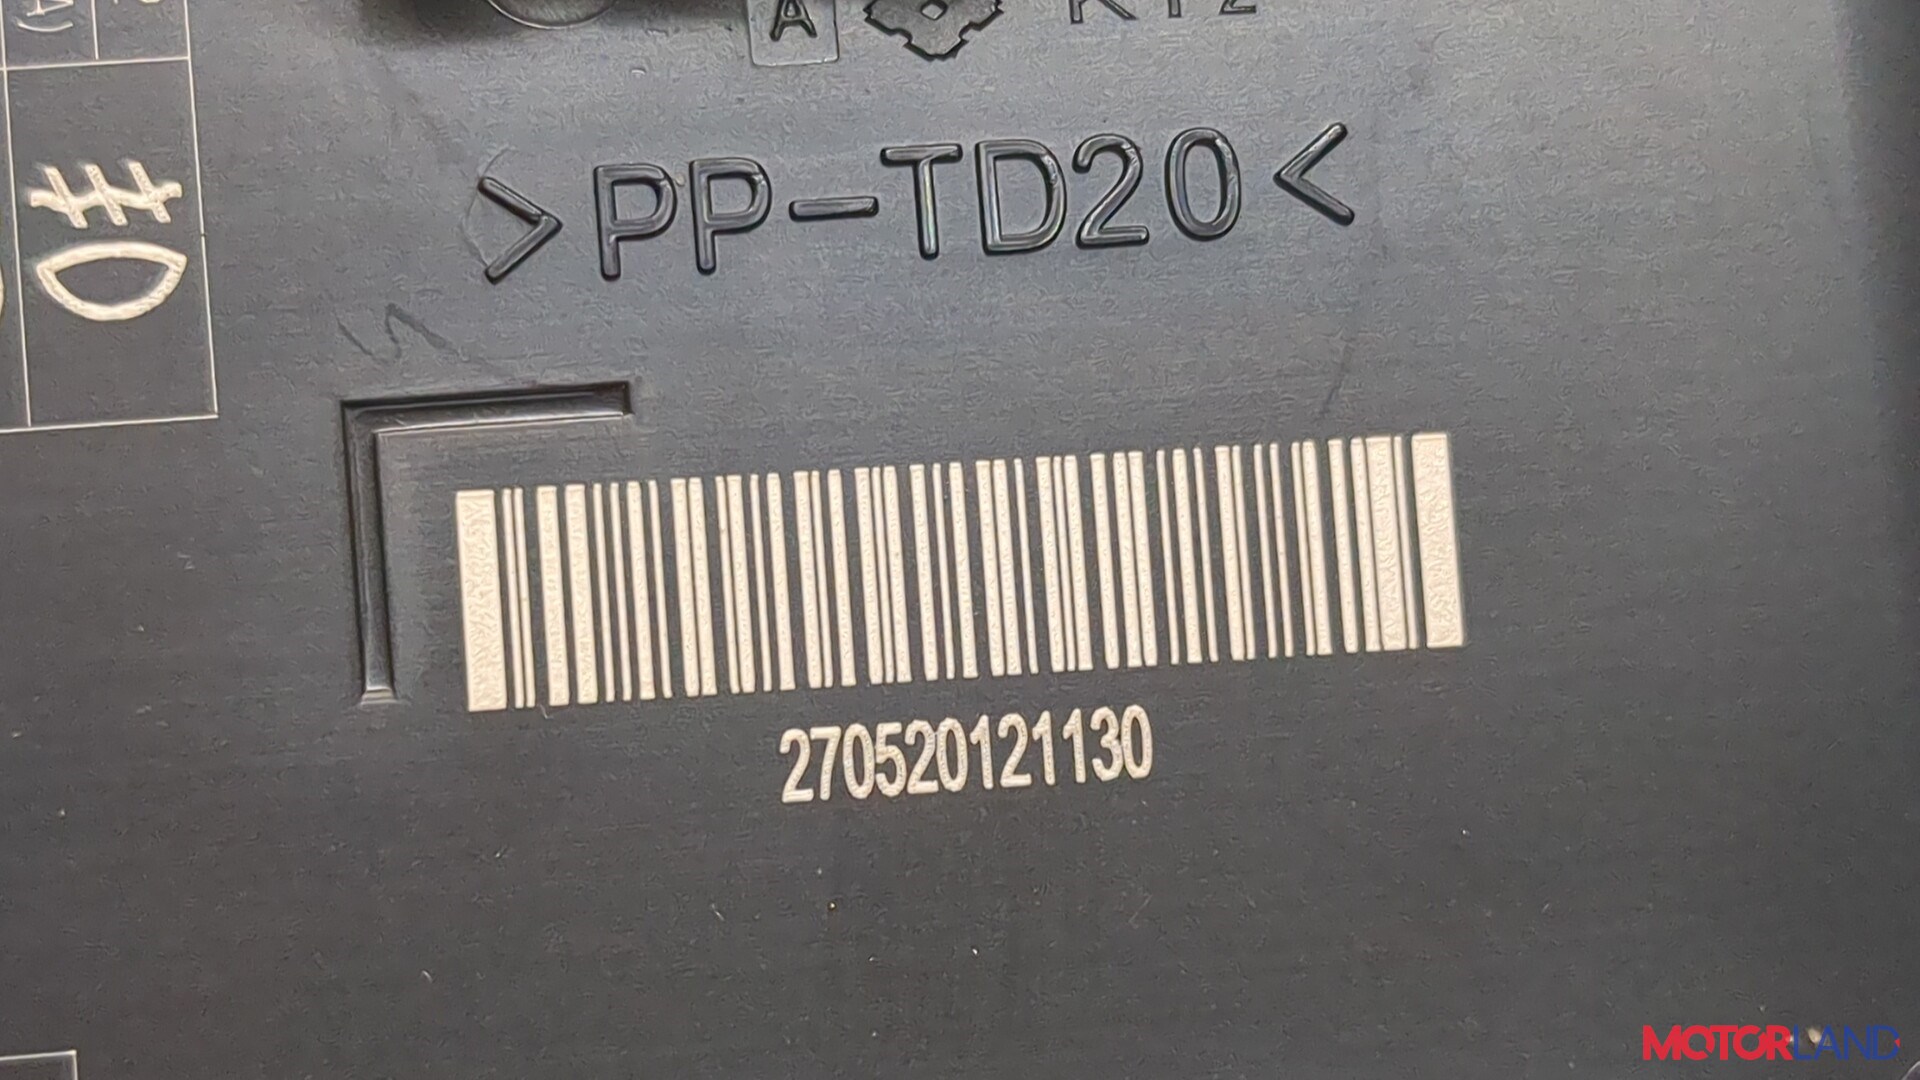 A
>PP-TD20<
270520121130
MOTORLAND